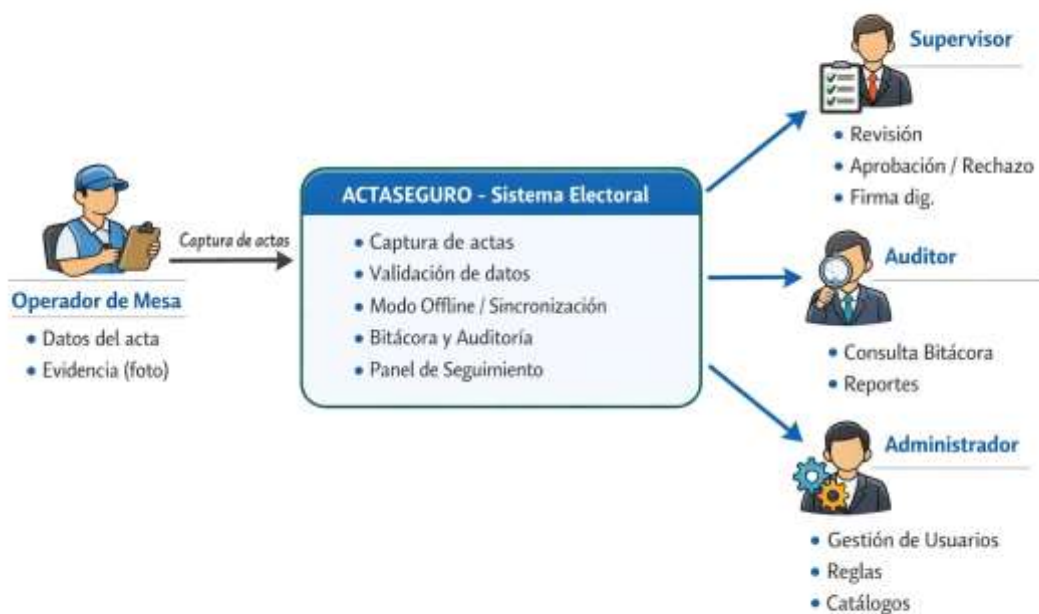 Captura de actas
Operador de Mesa
• Datos del acta
• Evidencia (foto)
ACTASEGURO - Sistema Electoral
• Captura de actas
• Validación de datos
• Modo Offline / Sincronización
• Bitácora y Auditoría
• Panel de Seguimiento
Supervisor
• Revisión
• Aprobación / Rechazo
• Firma dig.
Auditor
• Consulta Bitácora
• Reportes
Administrador
• Gestión de Usuarios
• Reglas
• Catálogos